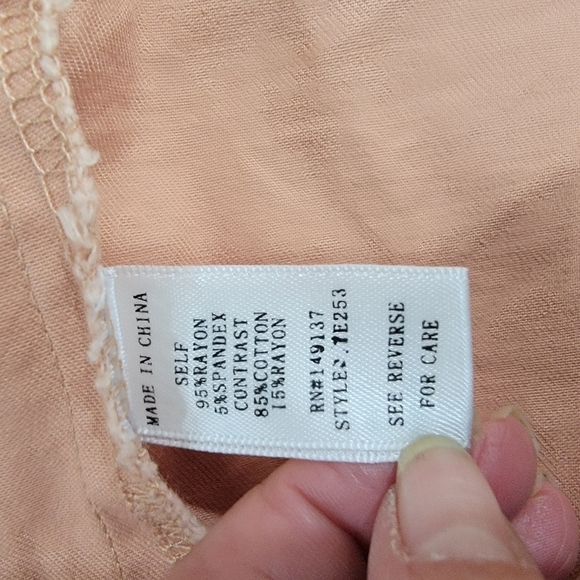 MADE IN CHINA
SELF
95%RAYON
5%SPANDEX
CONTRAST
85%COTTON
15%RAYON
RN#149137
SEE REVERSE
FOR CARE